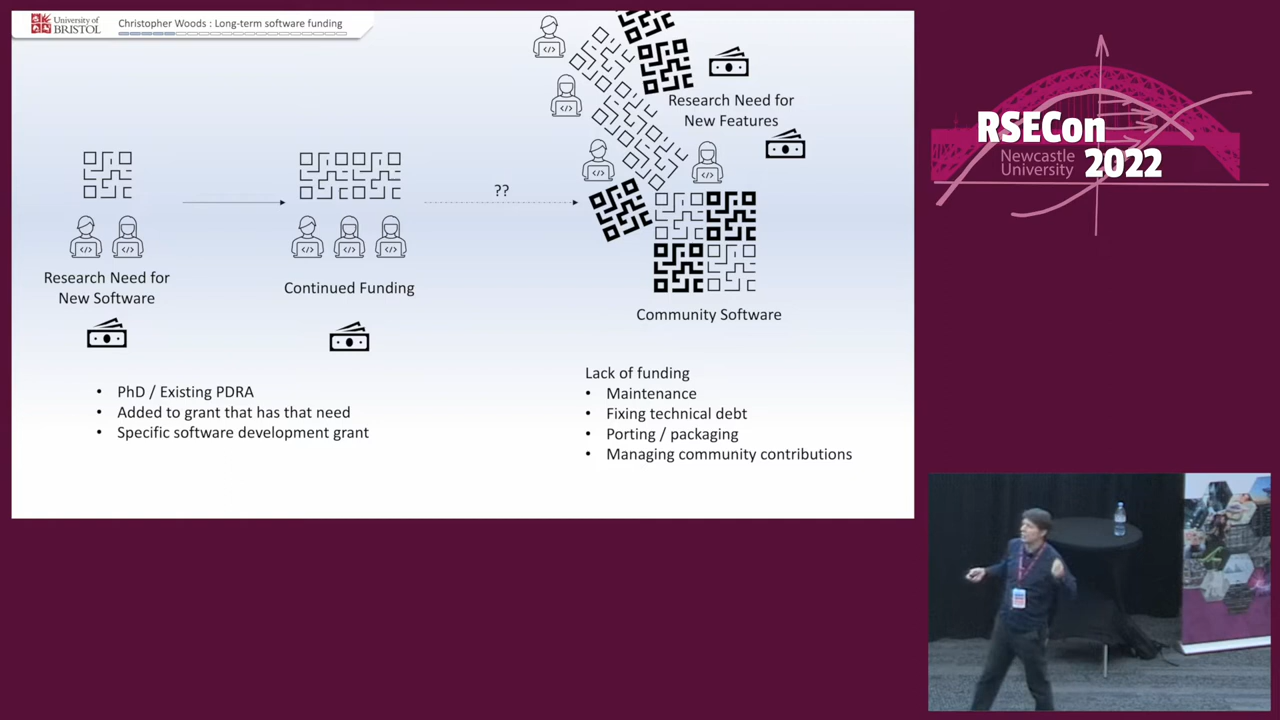 University of
BRISTOL
Christopher Woods : Long-term software funding
Research Need for
New Features
??
Research Need for
New Software
Continued Funding
Community Software
• PhD / Existing PDRA
• Added to grant that has that need
• Specific software development grant
Lack of funding
• Maintenance
• Fixing technical debt
• Porting / packaging
• Managing community contributions
RSECon
Newcastle
University
2022